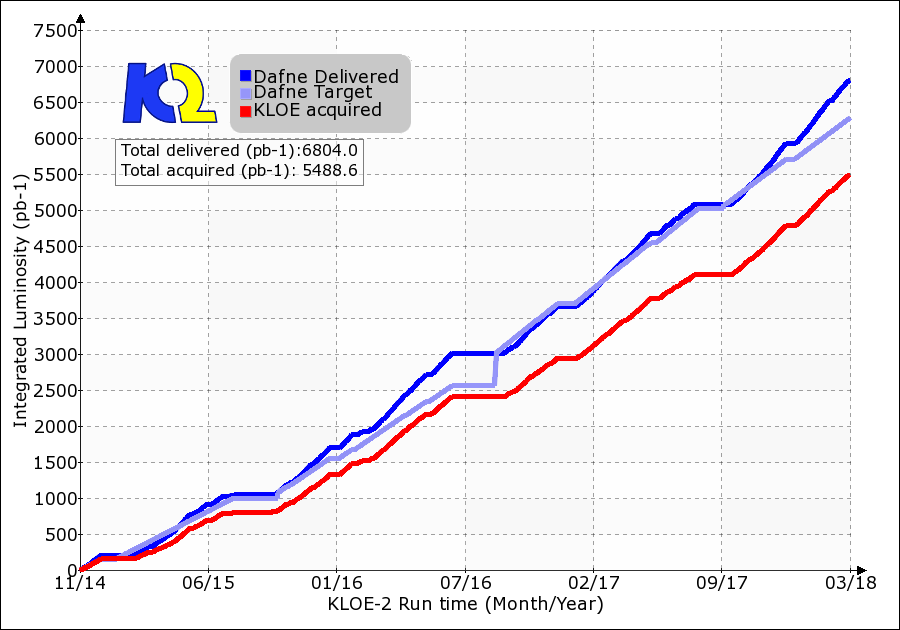 7500
7000
6500
6000
5500
5000
4500
4000
3500
3000
2500
2000
1500
1000
500
0
Integrated Luminosity (pb-1)
K2
Dafne Delivered
Dafne Target
KLOE acquired
Total delivered (pb-1):6804.0
Total acquired (pb-1): 5488.6
11/14 06/15 01/16 07/16 02/17 09/17 03/18
KLOE-2 Run time (Month/Year)